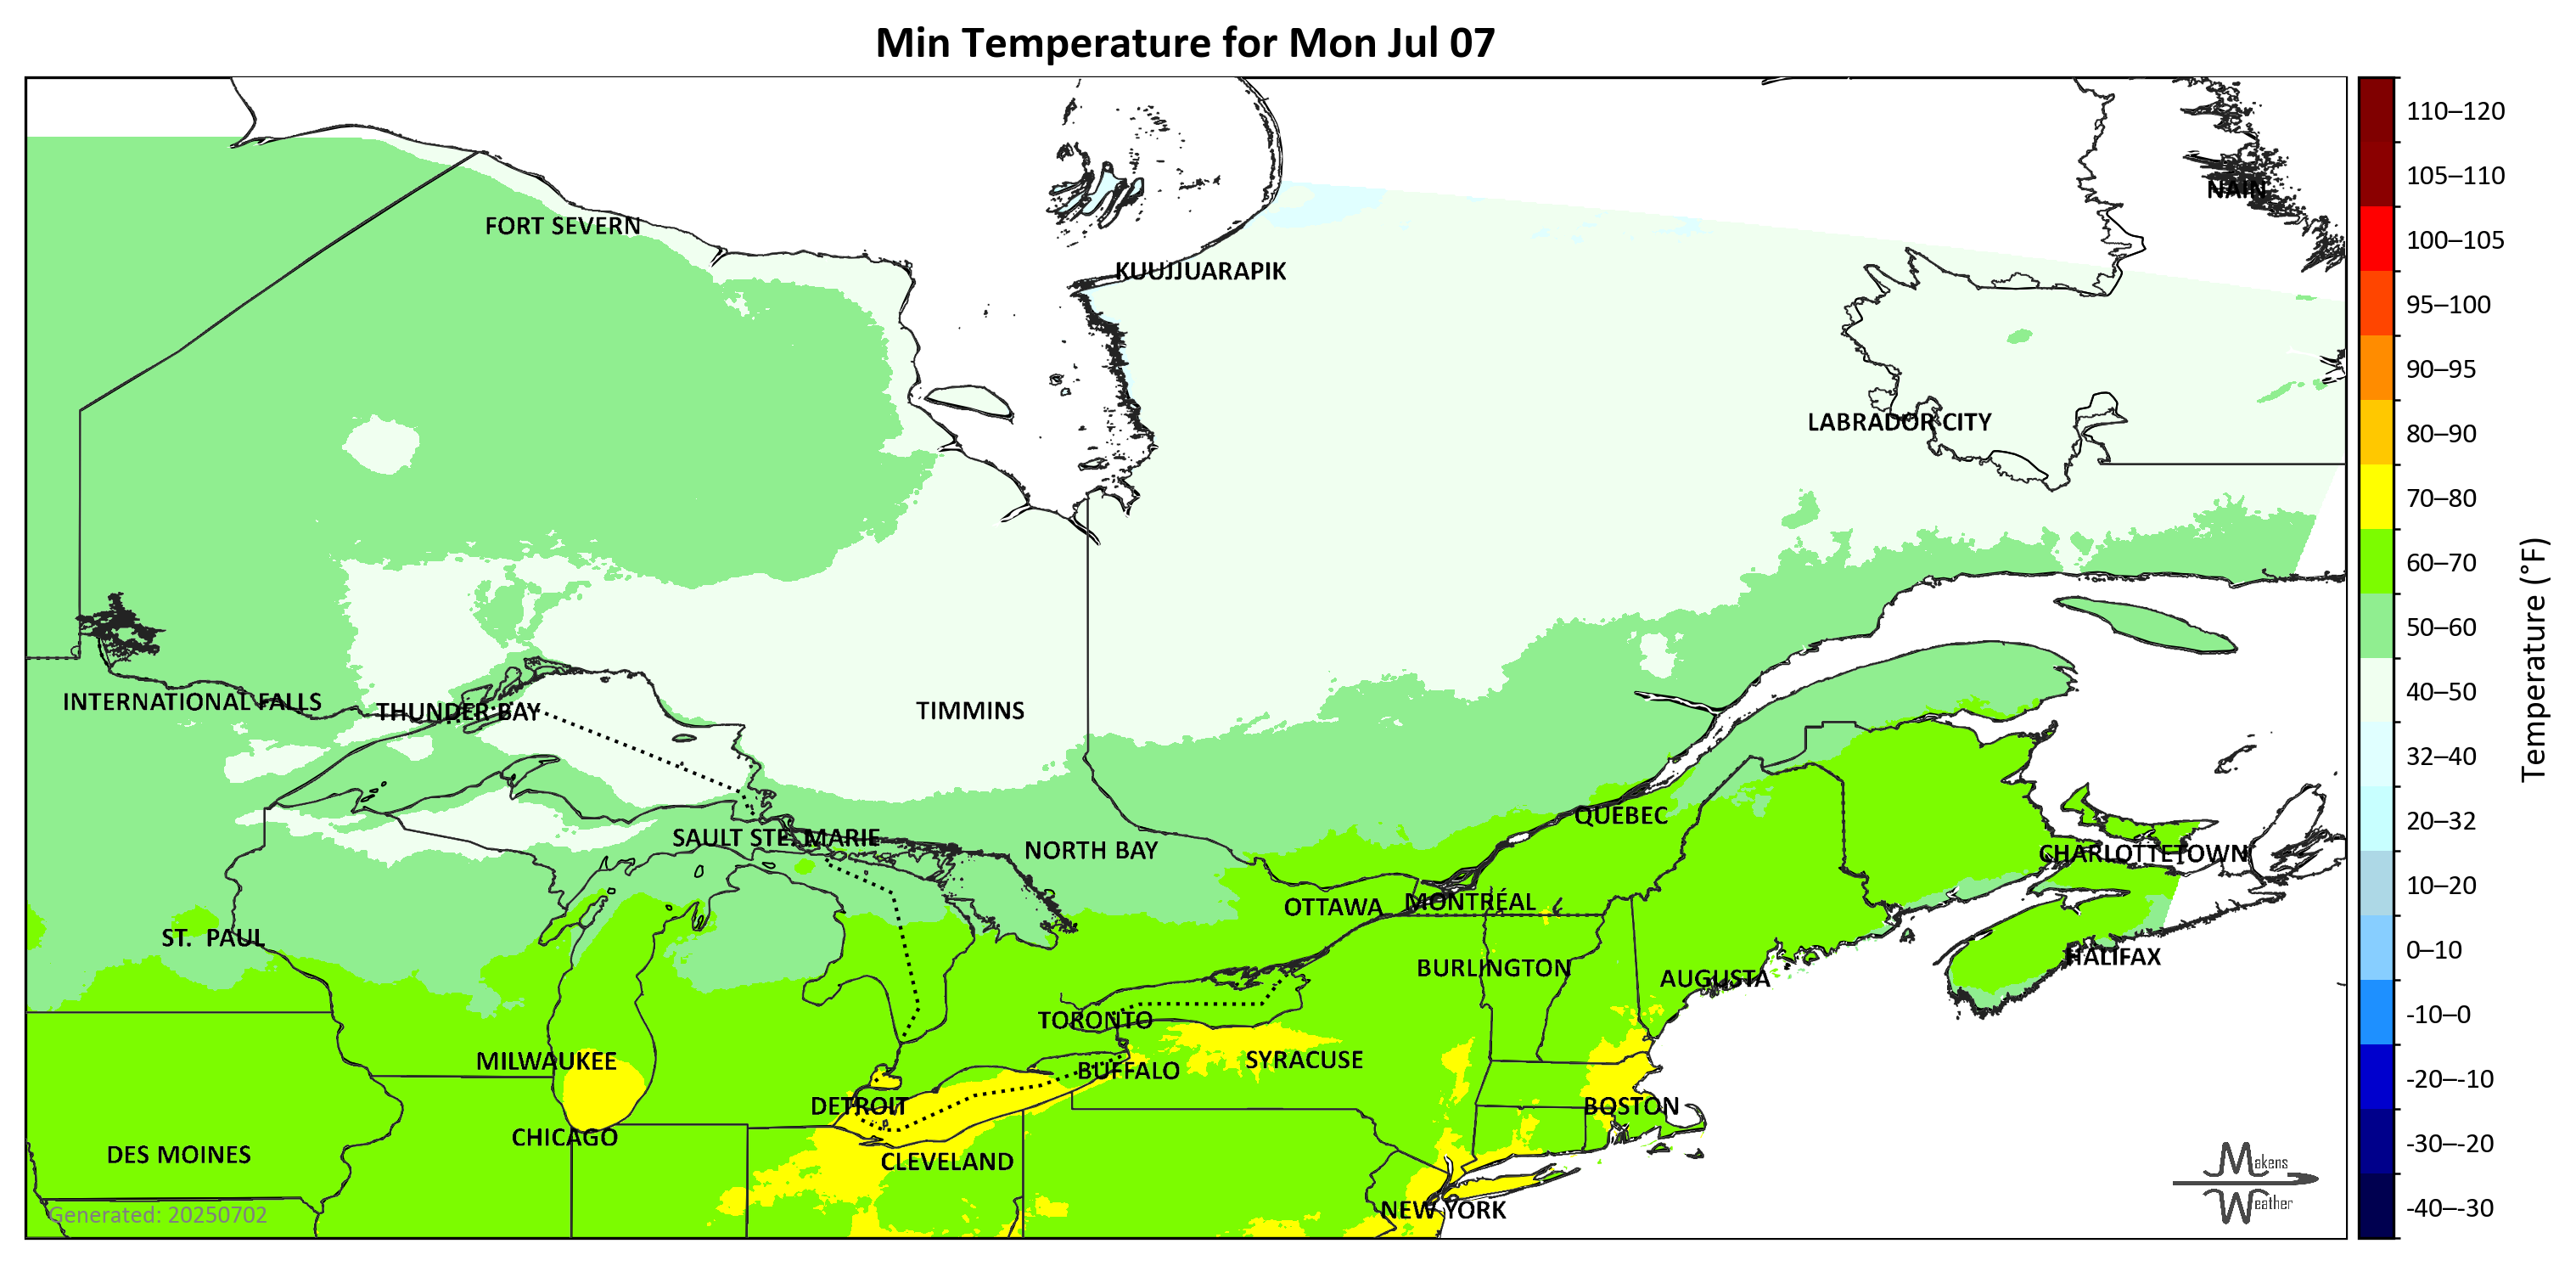 Min Temperature for Mon Jul 07
NAIN
FORT SEVERN
KUUJJUARAPIK
LABRADOR CITY
INTERNATIONAL FALLS
THUNDER BAY
TIMMINS
QUÉBEC
SAULT STE. MARIE
NORTH BAY
CHARLOTTETOWN
OTTAWA
MONTRÉAL
ST. PAUL
HALIFAX
BURLINGTON
AUGUSTA
TORONTO
MILWAUKEE
SYRACUSE
BUFFALO
DETROIT
BOSTON
CHICAGO
DES MOINES
CLEVELAND
NEW YORK
Generated: 20250702
Makens
Weather
110–120
105–110
100–105
95–100
90–95
80–90
70–80
60–70
50–60
40–50
32–40
20–32
10–20
0–10
-10–0
-20–-10
-30–-20
-40–-30
Temperature (°F)